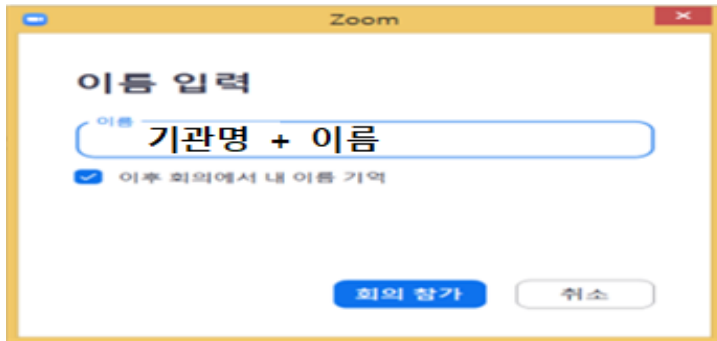 Zoom
이름 입력
이름
기관명 + 이름
이후 회의에서 내 이름 기억
회의 참가 취소